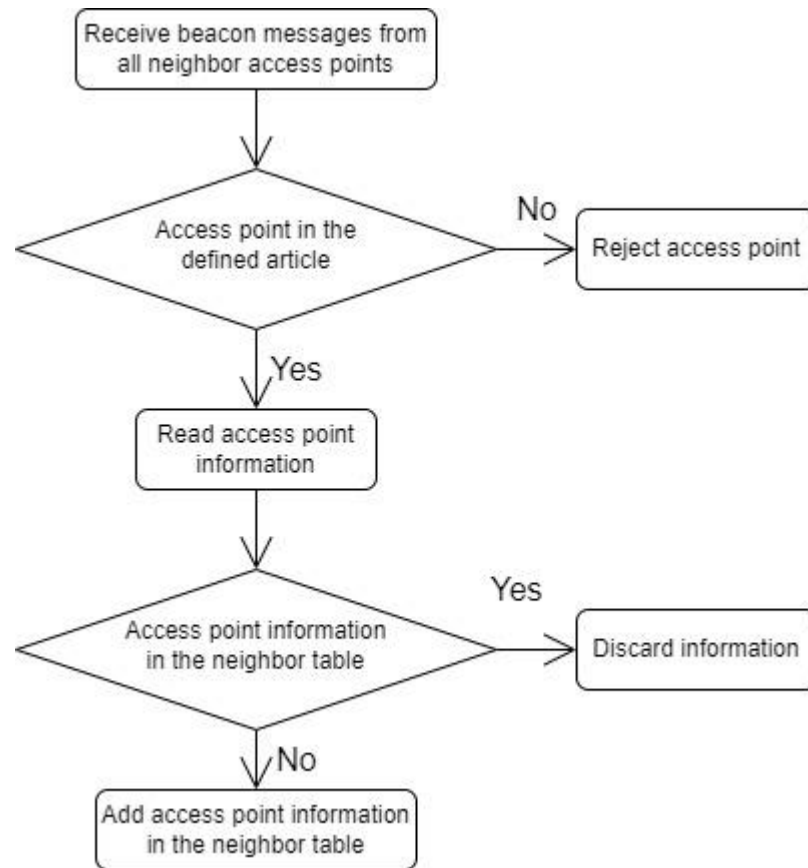 Receive beacon messages from
all neighbor access points
Access point in the
defined article
No
Reject access point
Yes
Read access point
information
Access point information
in the neighbor table
Yes
Discard information
No
Add access point information
in the neighbor table